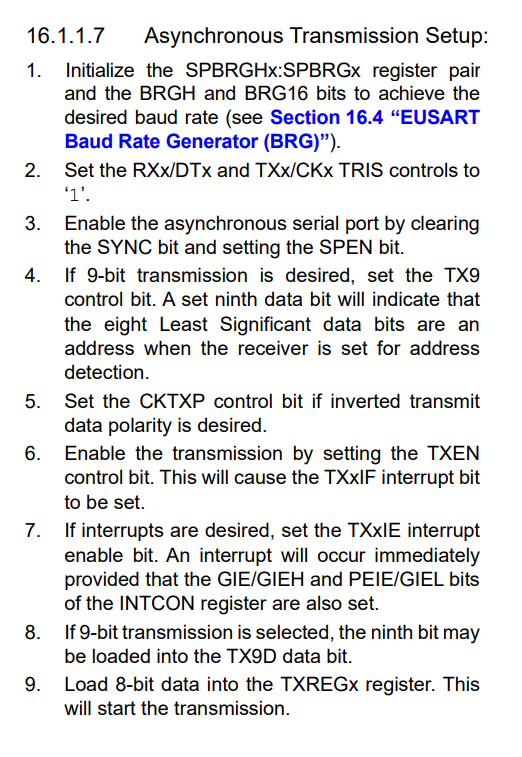 16.1.1.7 Asynchronous Transmission Setup:
1. Initialize the SPBRGHx:SPBRGx register pair
and the BRGH and BRG16 bits to achieve the
desired baud rate (see Section 16.4 “EUSART
Baud Rate Generator (BRG)”).
2. Set the RXx/DTx and TXx/CKx TRIS controls to
‘1’.
3. Enable the asynchronous serial port by clearing
the SYNC bit and setting the SPEN bit.
4. If 9-bit transmission is desired, set the TX9
control bit. A set ninth data bit will indicate that
the eight Least Significant data bits are an
address when the receiver is set for address
detection.
5. Set the CKTXP control bit if inverted transmit
data polarity is desired.
6. Enable the transmission by setting the TXEN
control bit. This will cause the TXxIF interrupt bit
to be set.
7. If interrupts are desired, set the TXxIE interrupt
enable bit. An interrupt will occur immediately
provided that the GIE/GIEH and PEIE/GIEL bits
of the INTCON register are also set.
8. If 9-bit transmission is selected, the ninth bit may
be loaded into the TX9D data bit.
9. Load 8-bit data into the TXREGx register. This
will start the transmission.